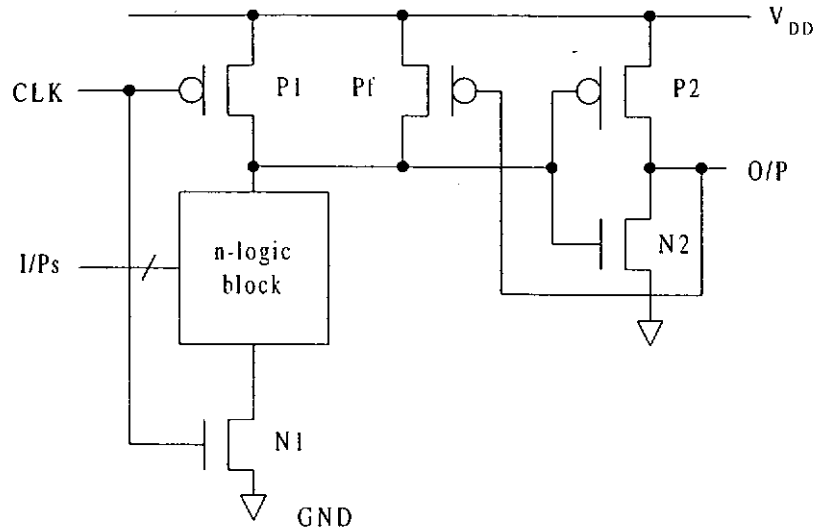 V_DD
CLK
P1
Pf
P2
O/P
I/Ps
n-logic
block
N2
N1
GND